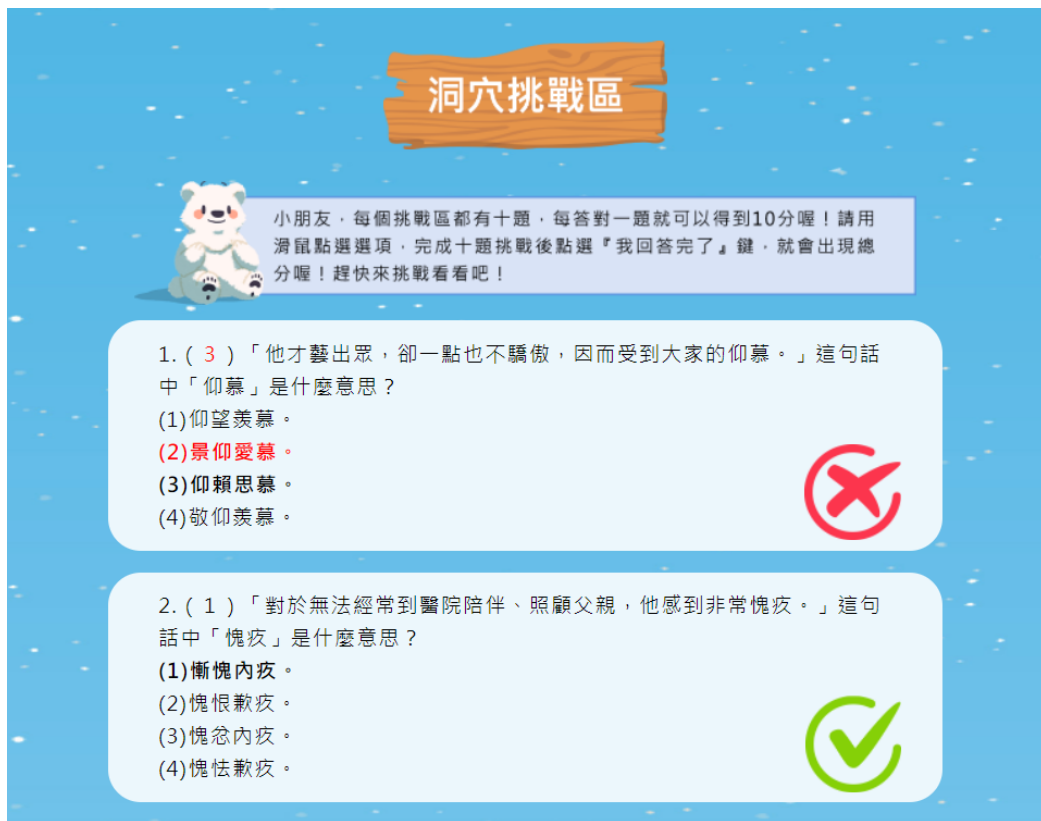 洞穴挑戰區
小朋友，每個挑戰區都有十題，每答對一題就可以得到10分喔！請用
滑鼠點選選項，完成十題挑戰後點選『我回答完了』鍵，就會出現總
分喔！趕快來挑戰看看吧！
1. ( 3 ) 「他才藝出眾，卻一點也不驕傲，因而受到大家的仰慕。」這句話
中「仰慕」是什麼意思？
(1)仰望羨慕。
(2)景仰愛慕。
(3)仰賴思慕。
(4)敬仰羨慕。
2. ( 1 ) 「對於無法經常到醫院陪伴、照顧父親，他感到非常愧疚。」這句
話中「愧疚」是什麼意思？
(1)慚愧內疚。
(2)愧恨歉疚。
(3)愧忿內疚。
(4)愧怯歉疚。